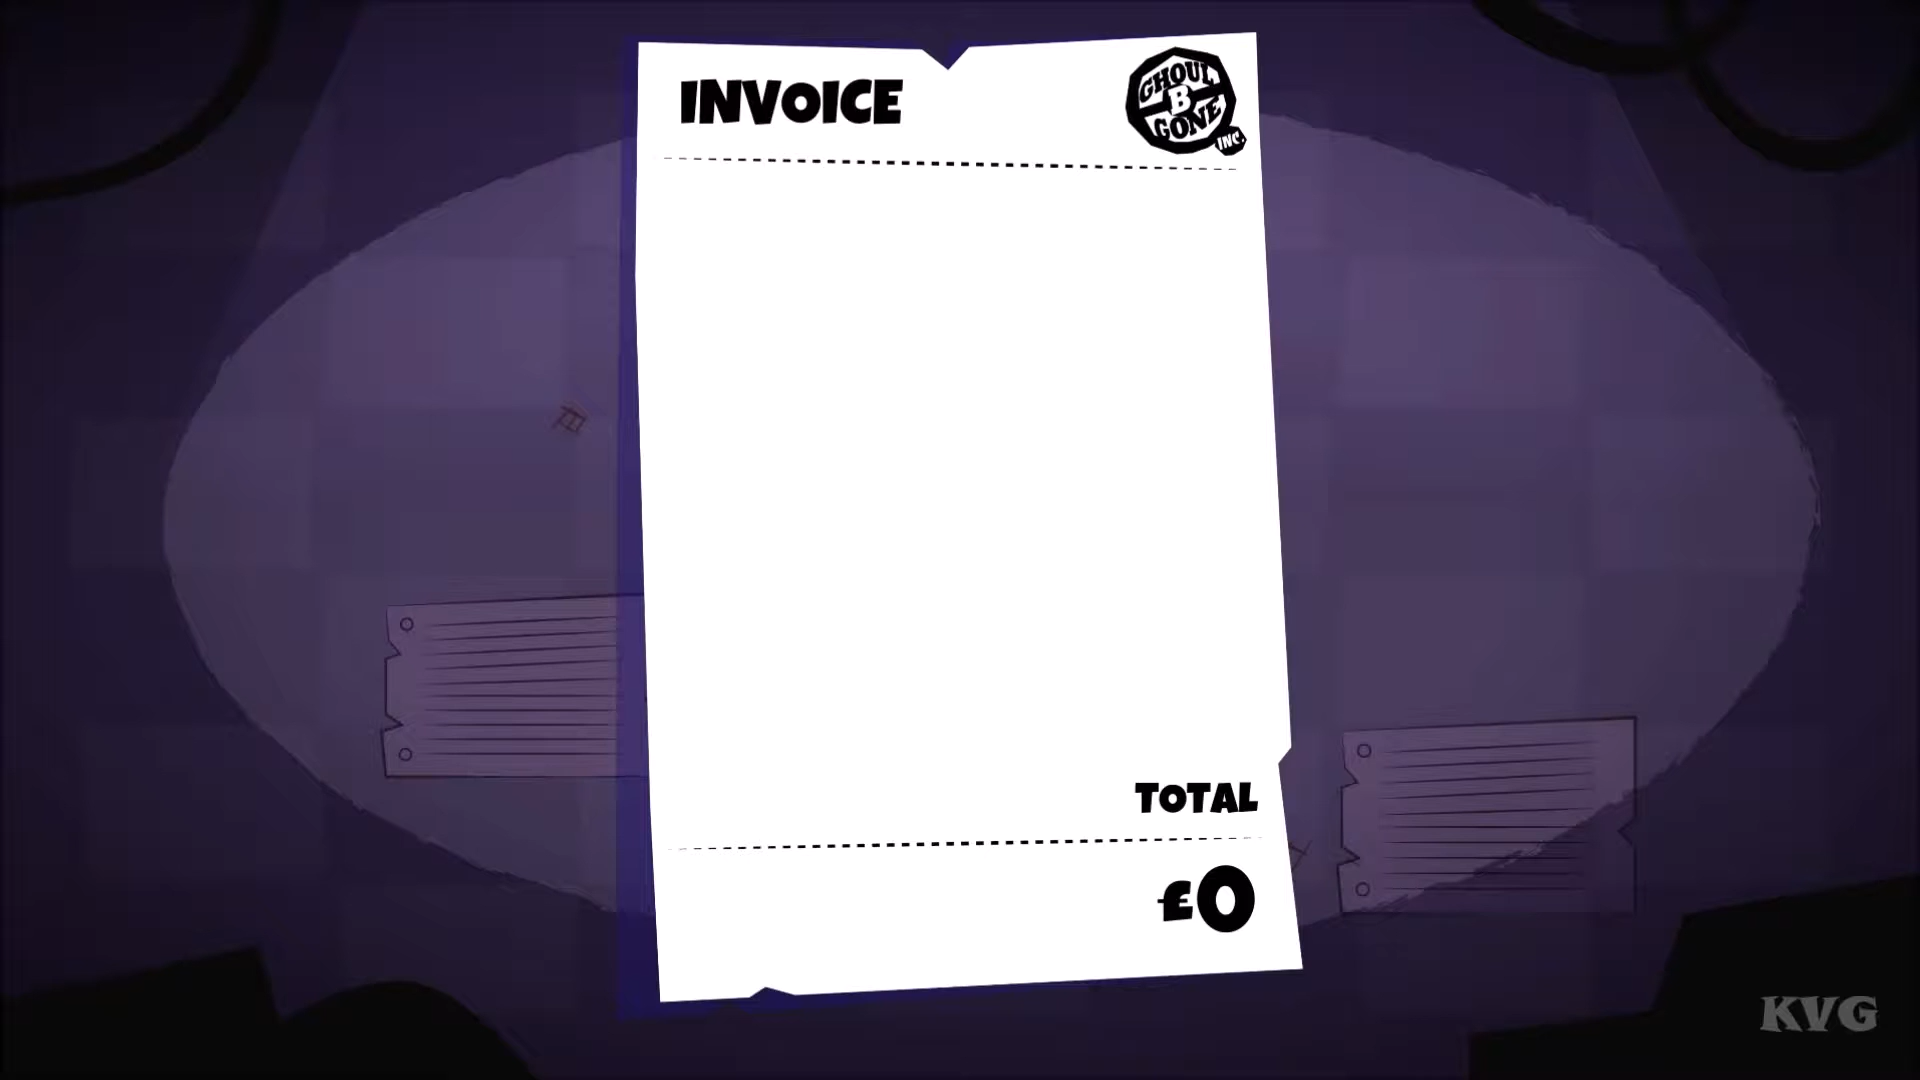 INVOICE
GHOUL
B
GONE
INC.
TOTAL
£0
KVG